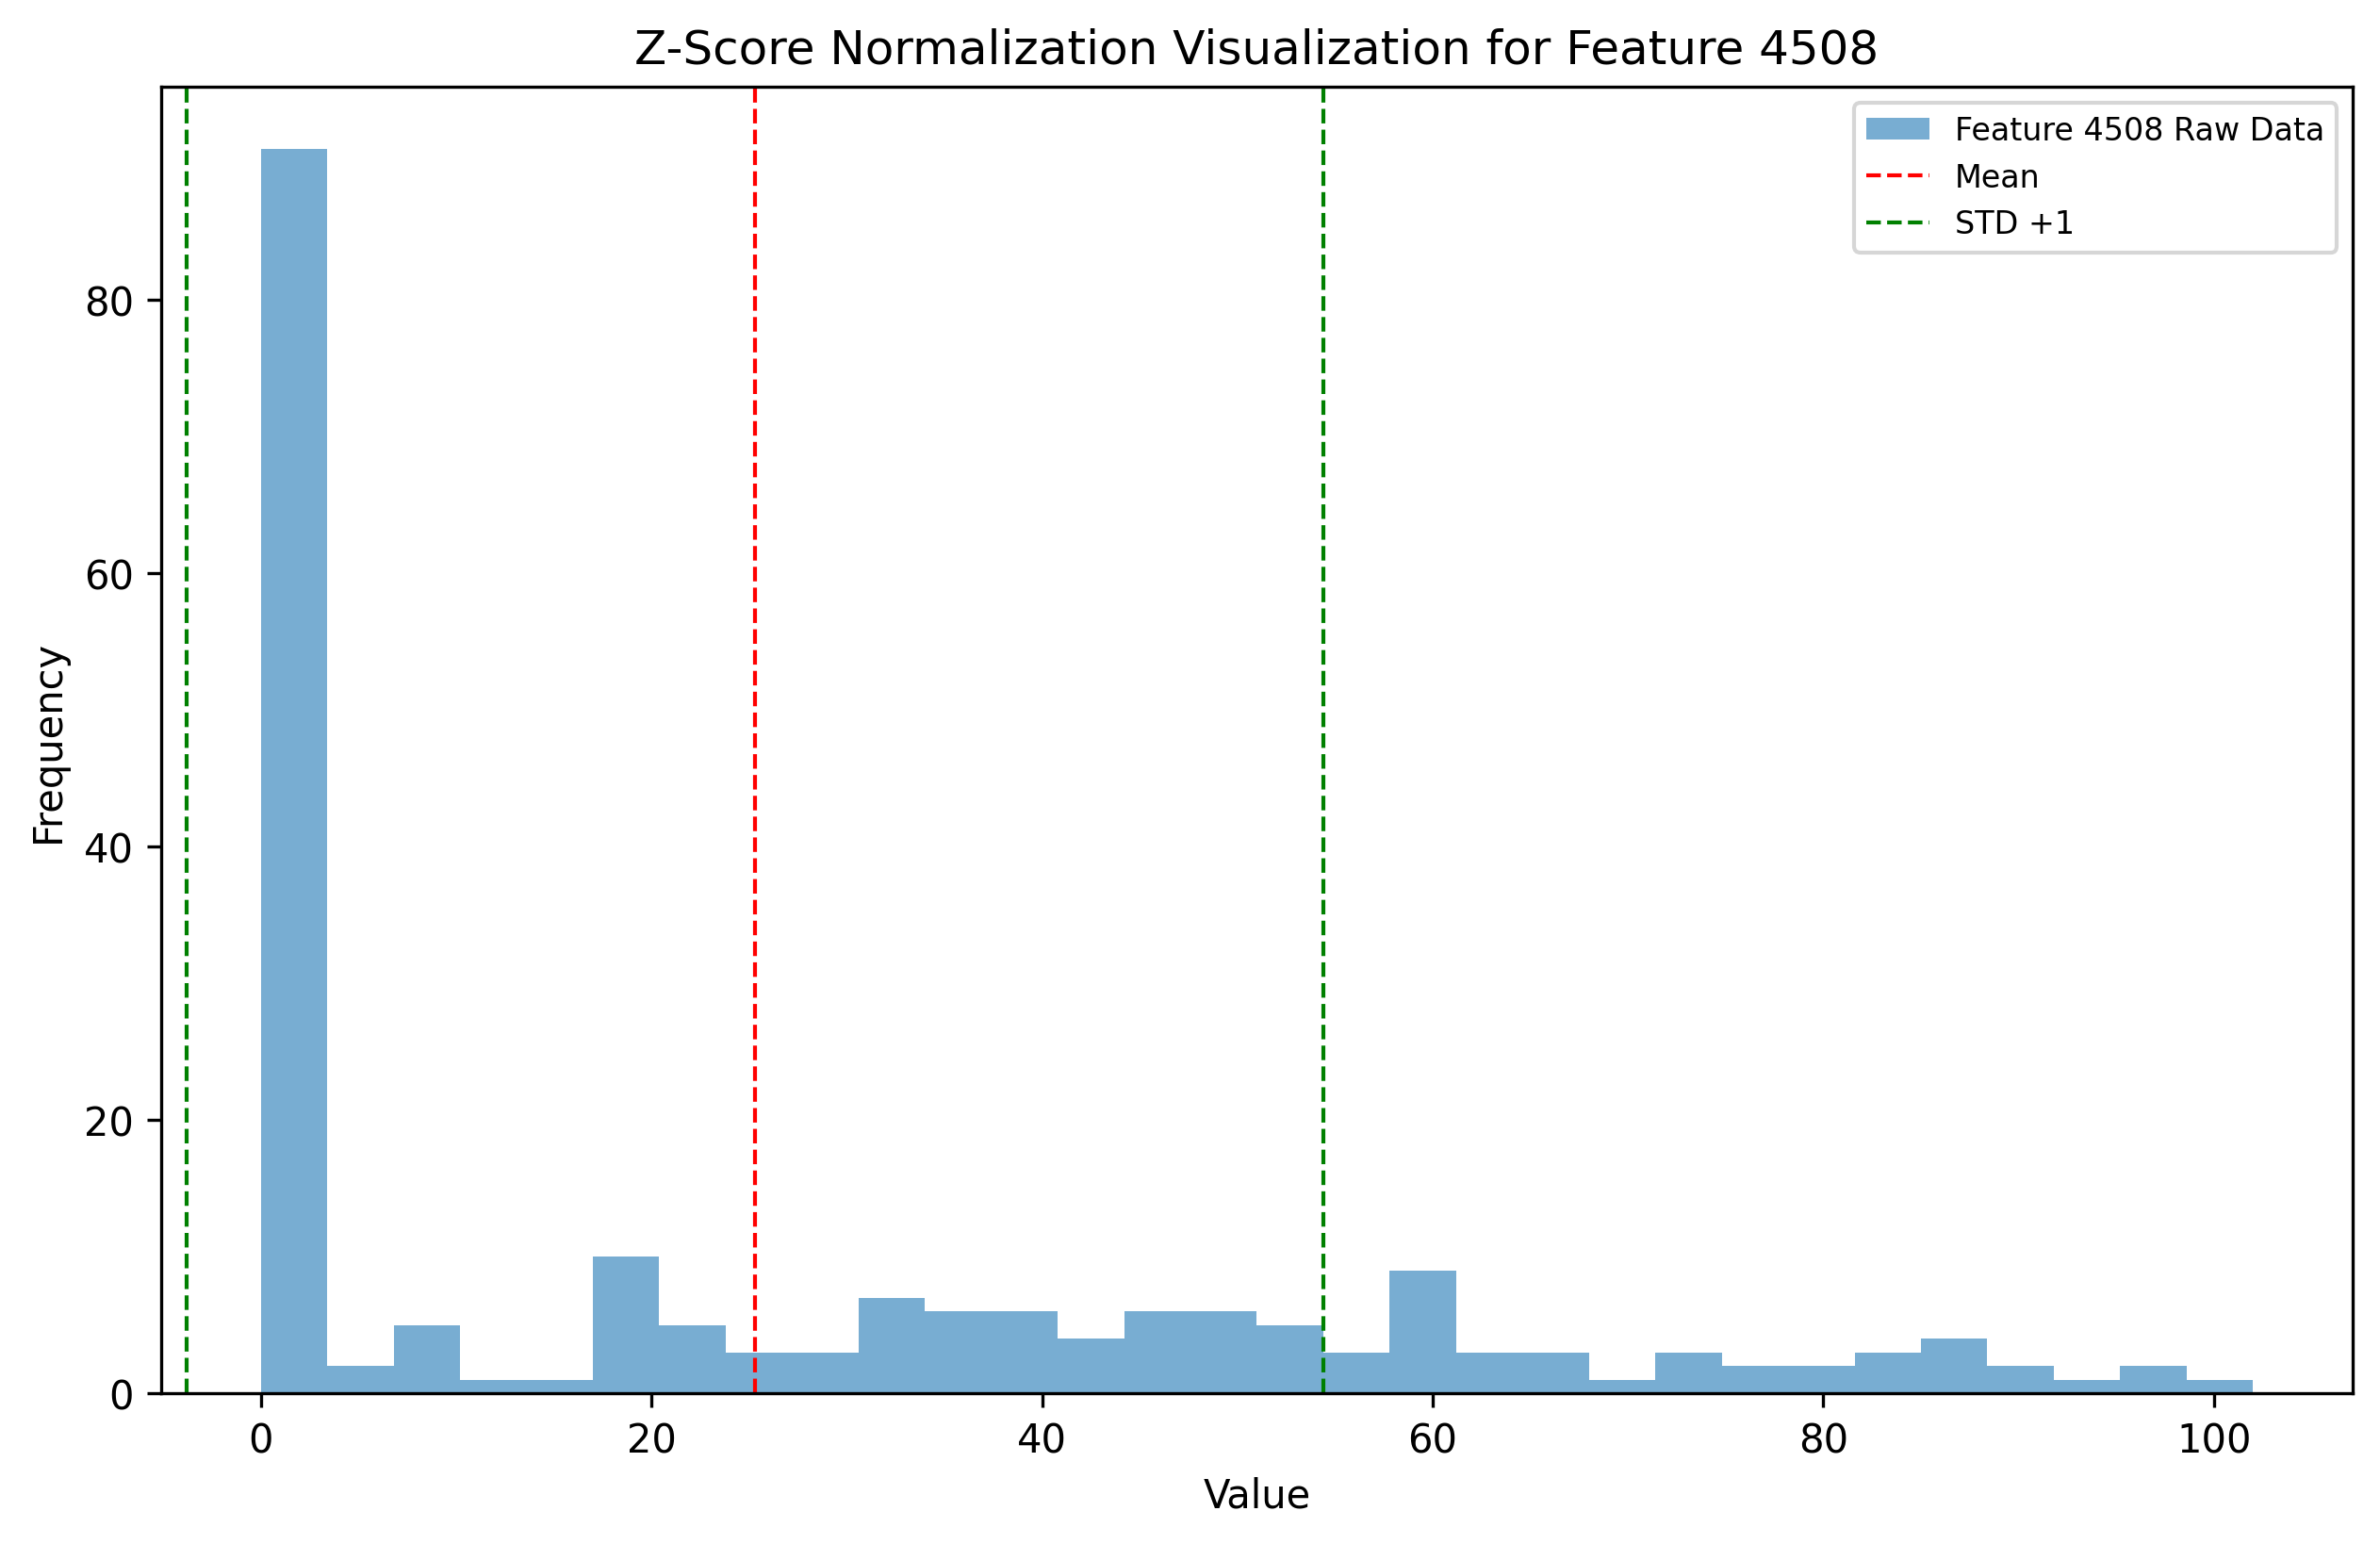 Z-Score Normalization Visualization for Feature 4508
Feature 4508 Raw Data
Mean
STD +1
80
60
40
20
0
Frequency
0 20 40 60 80 100
Value